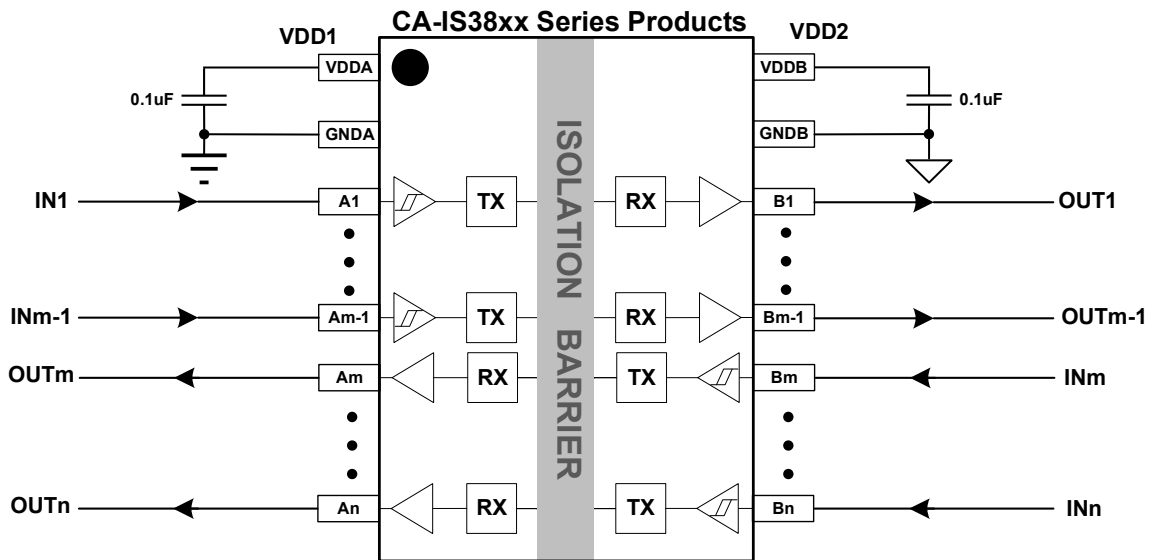 CA-IS38xx Series Products
VDD1
VDD2
VDDA
VDDB
0.1uF
0.1uF
GNDA
GNDB
ISOLATION BARRIER
IN1
A1
TX
RX
B1
OUT1
INm-1
Am-1
TX
RX
Bm-1
OUTm-1
OUTm
Am
RX
TX
Bm
INm
OUTn
An
RX
TX
Bn
INn